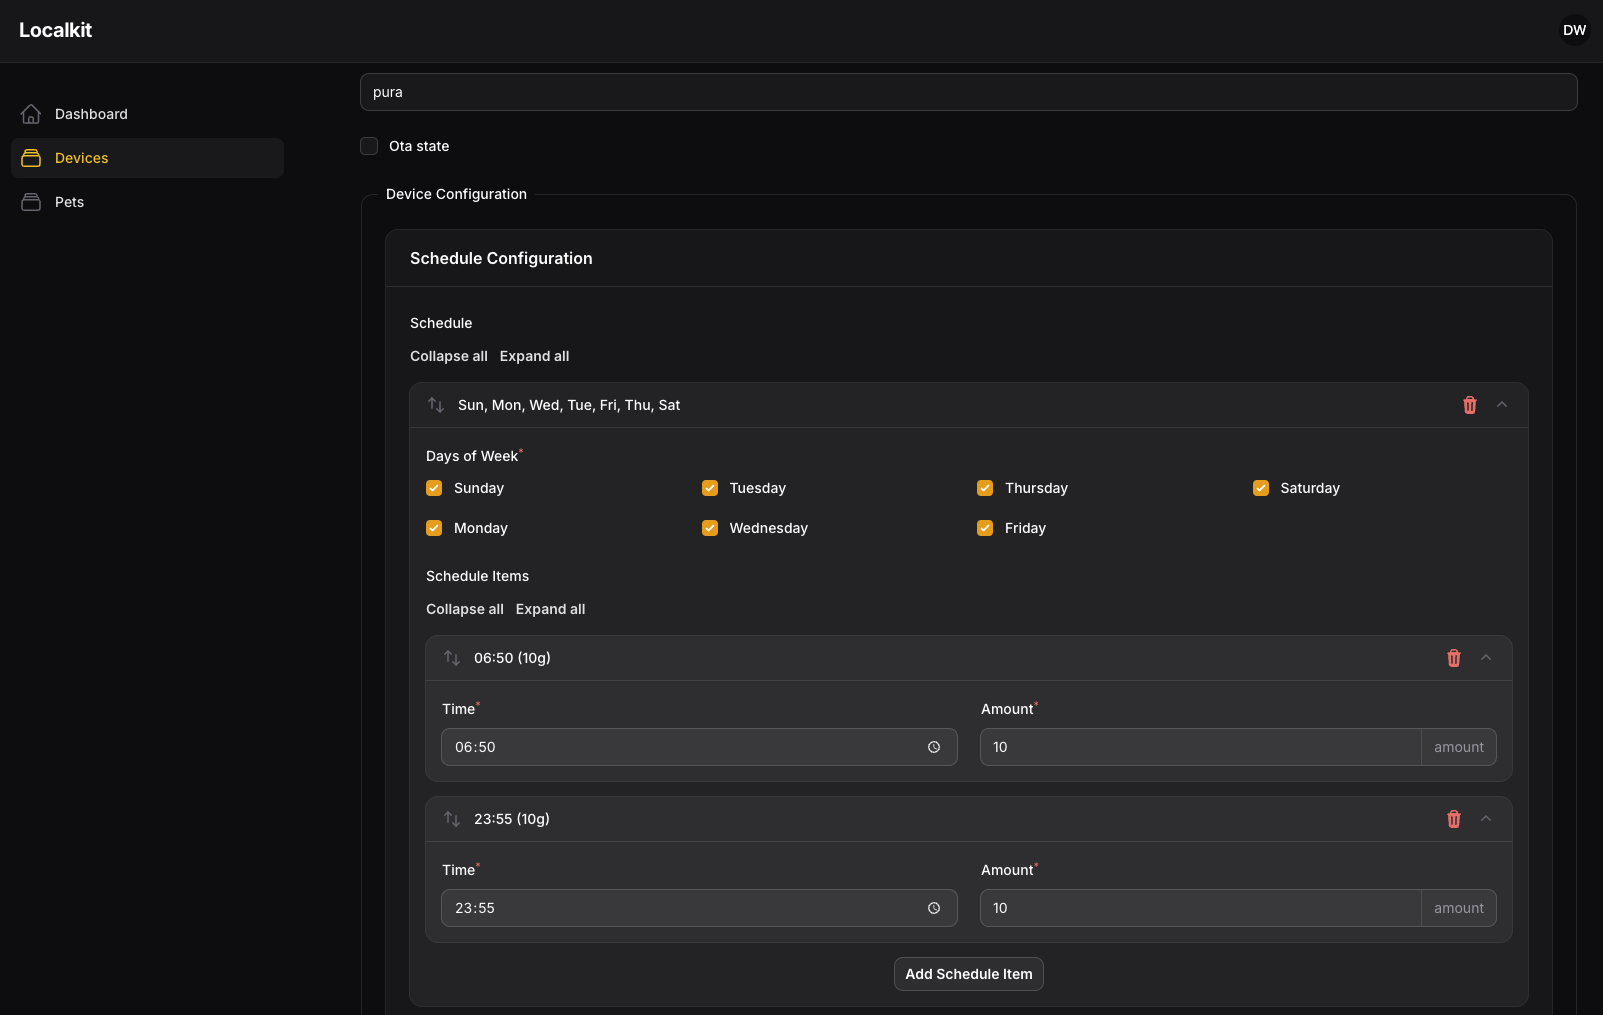 Localkit
DW
Dashboard
Devices
Pets
pura
Ota state
Device Configuration
Schedule Configuration
Schedule
Collapse all Expand all
Sun, Mon, Wed, Tue, Fri, Thu, Sat
Days of Week*
Sunday Tuesday Thursday Saturday
Monday Wednesday Friday
Schedule Items
Collapse all Expand all
06:50 (10g)
Time* Amount*
06:50 10 amount
23:55 (10g)
Time* Amount*
23:55 10 amount
Add Schedule Item